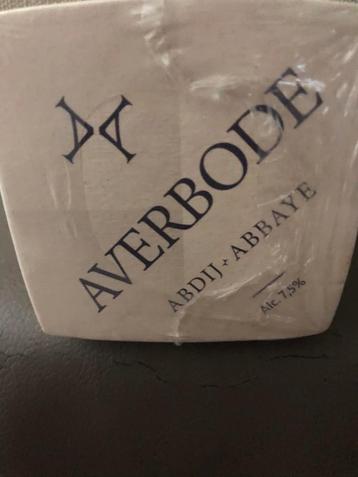 AVERBODE
ABDIJ + ABBAYE
Alc. 7,5%